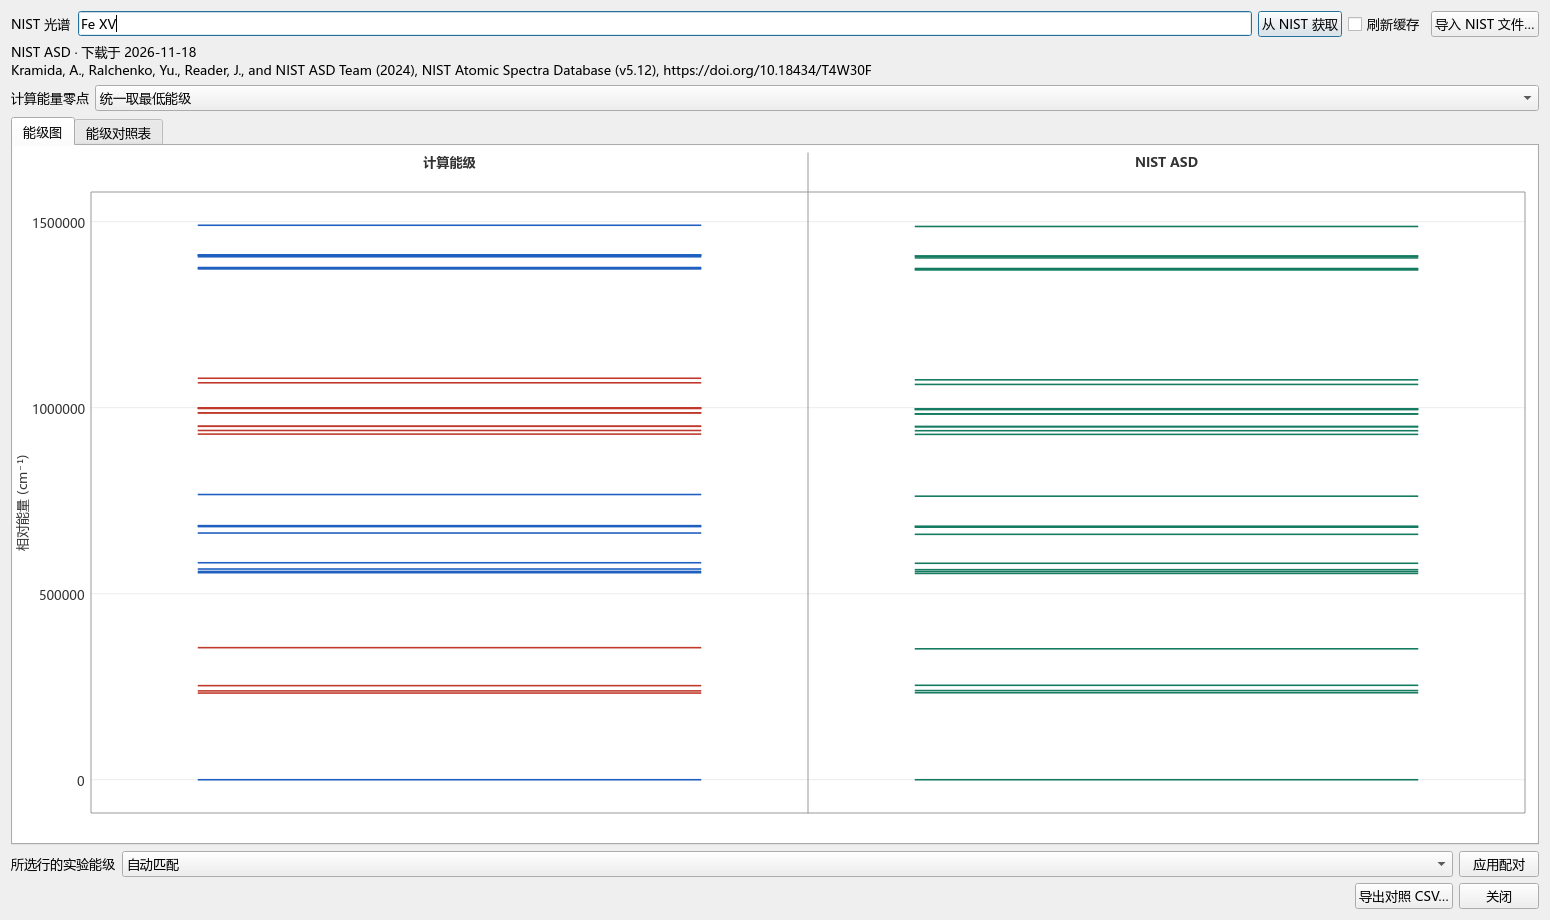 NIST 光谱 Fe XV 从 NIST 获取 刷新缓存 导入 NIST 文件...
NIST ASD · 下载于 2026-11-18
Kramida, A., Ralchenko, Yu., Reader, J., and NIST ASD Team (2024), NIST Atomic Spectra Database (v5.12), https://doi.org/10.18434/T4W30F
计算能量零点 统一取最低能级
能级图 能级对照表
计算能级 NIST ASD
1500000
1000000
500000
0
相对能量 (cm⁻¹)
所选行的实验能级 自动匹配 应用配对
导出对照 CSV... 关闭